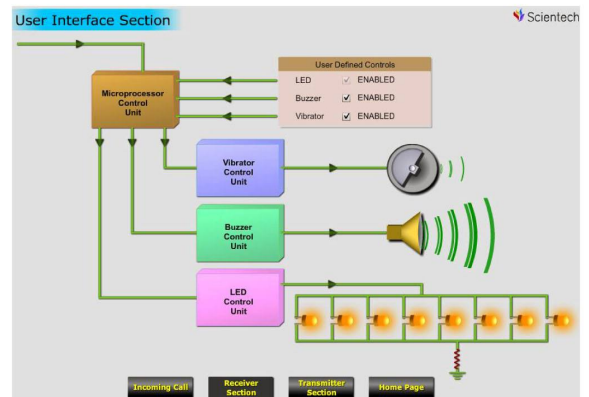 User Interface Section
Scientech
User Defined Controls
LED ENABLED
Buzzer ENABLED
Vibrator ENABLED
Microprocessor
Control
Unit
Vibrator
Control
Unit
Buzzer
Control
Unit
LED
Control
Unit
Incoming Call
Receiver
Section
Transmitter
Section
Home Page